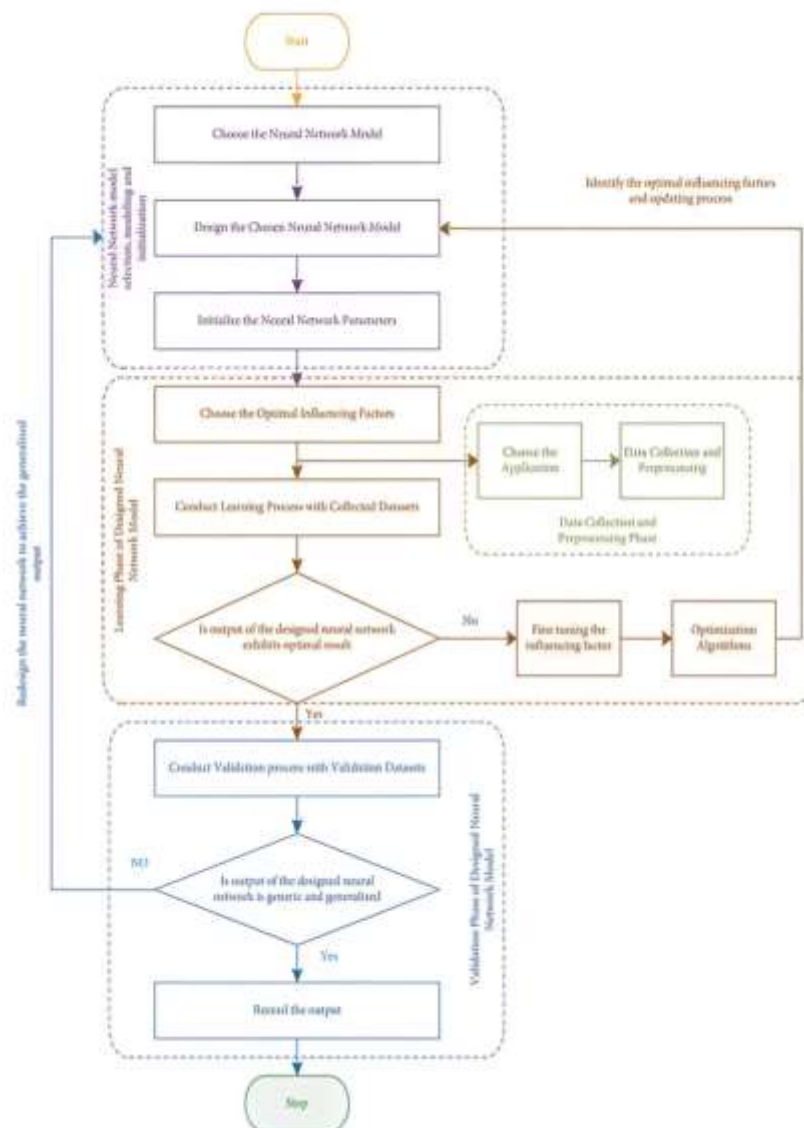 Start
Choose the Neural Network Model
Neural Network model
selection, modeling and
initialization
Identify the optimal influencing factors
and updating process
Design the Chosen Neural Network Model
Initialize the Neural Network Parameters
Choose the Optimal Influencing Factors
Choose the
Application
Data Collection and
Preprocessing
Conduct Learning Process with Collected Datasets
Data Collection and
Preprocessing Phase
Learning Phase of Designed Neural
Network Model
Redesign the neural network to achieve the generalized
output
Is output of the designed neural network
exhibits optimal result
No
Fine tuning the
influencing factor
Optimization
Algorithms
Yes
Conduct Validation process with Validation Datasets
NO
Is output of the designed neural
network is generic and generalized
Validation Phase of Designed Neural
Network Model
Yes
Record the output
Stop